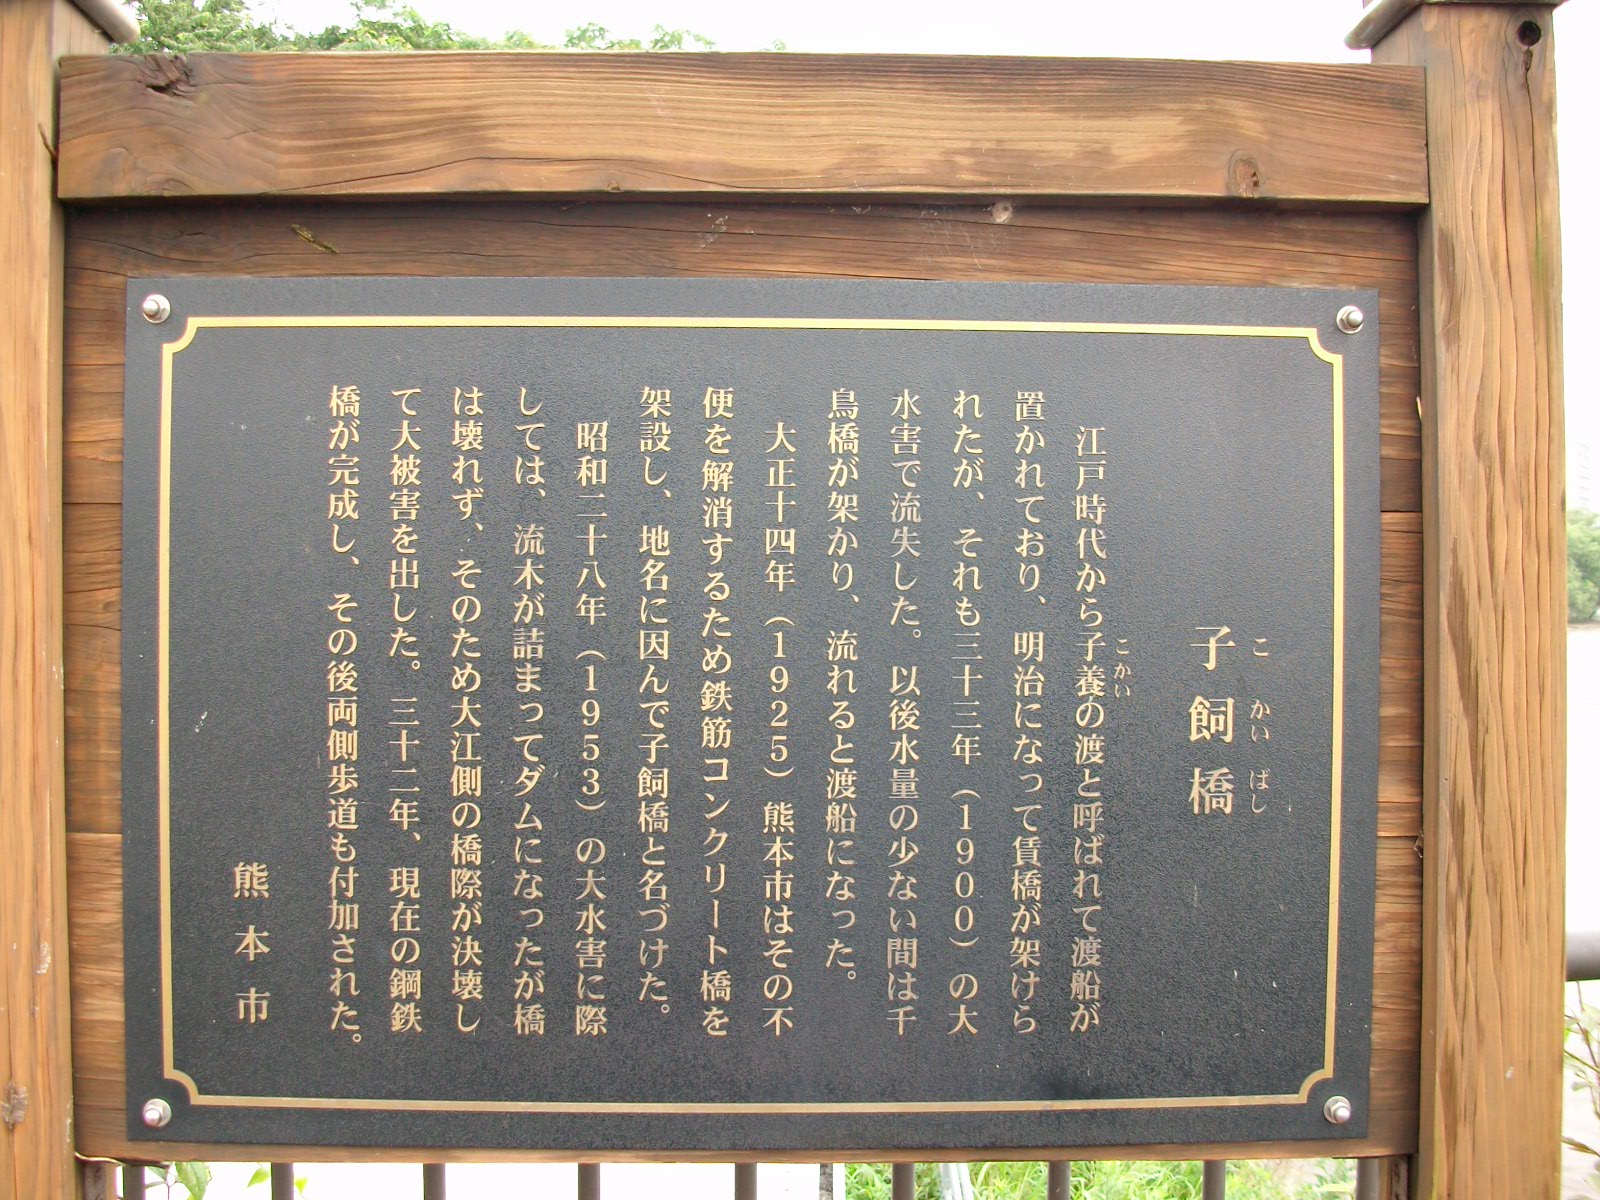 子飼橋
こ かい ばし
江戸時代から子養の渡と呼ばれて渡船が
こかい
置かれており、明治になって賃橋が架けら
れたが、それも三十三年（1900）の大
水害で流失した。以後水量の少ない間は千
鳥橋が架かり、流れると渡船になった。
大正十四年（1925）熊本市はその不
便を解消するため鉄筋コンクリート橋を
架設し、地名に因んで子飼橋と名づけた。
昭和二十八年（1953）の大水害に際
しては、流木が詰まってダムになったが橋
は壊れず、そのため大江側の橋際が決壊し
て大被害を出した。三十二年、現在の鋼鉄
橋が完成し、その後両側歩道も付加された。
熊本市